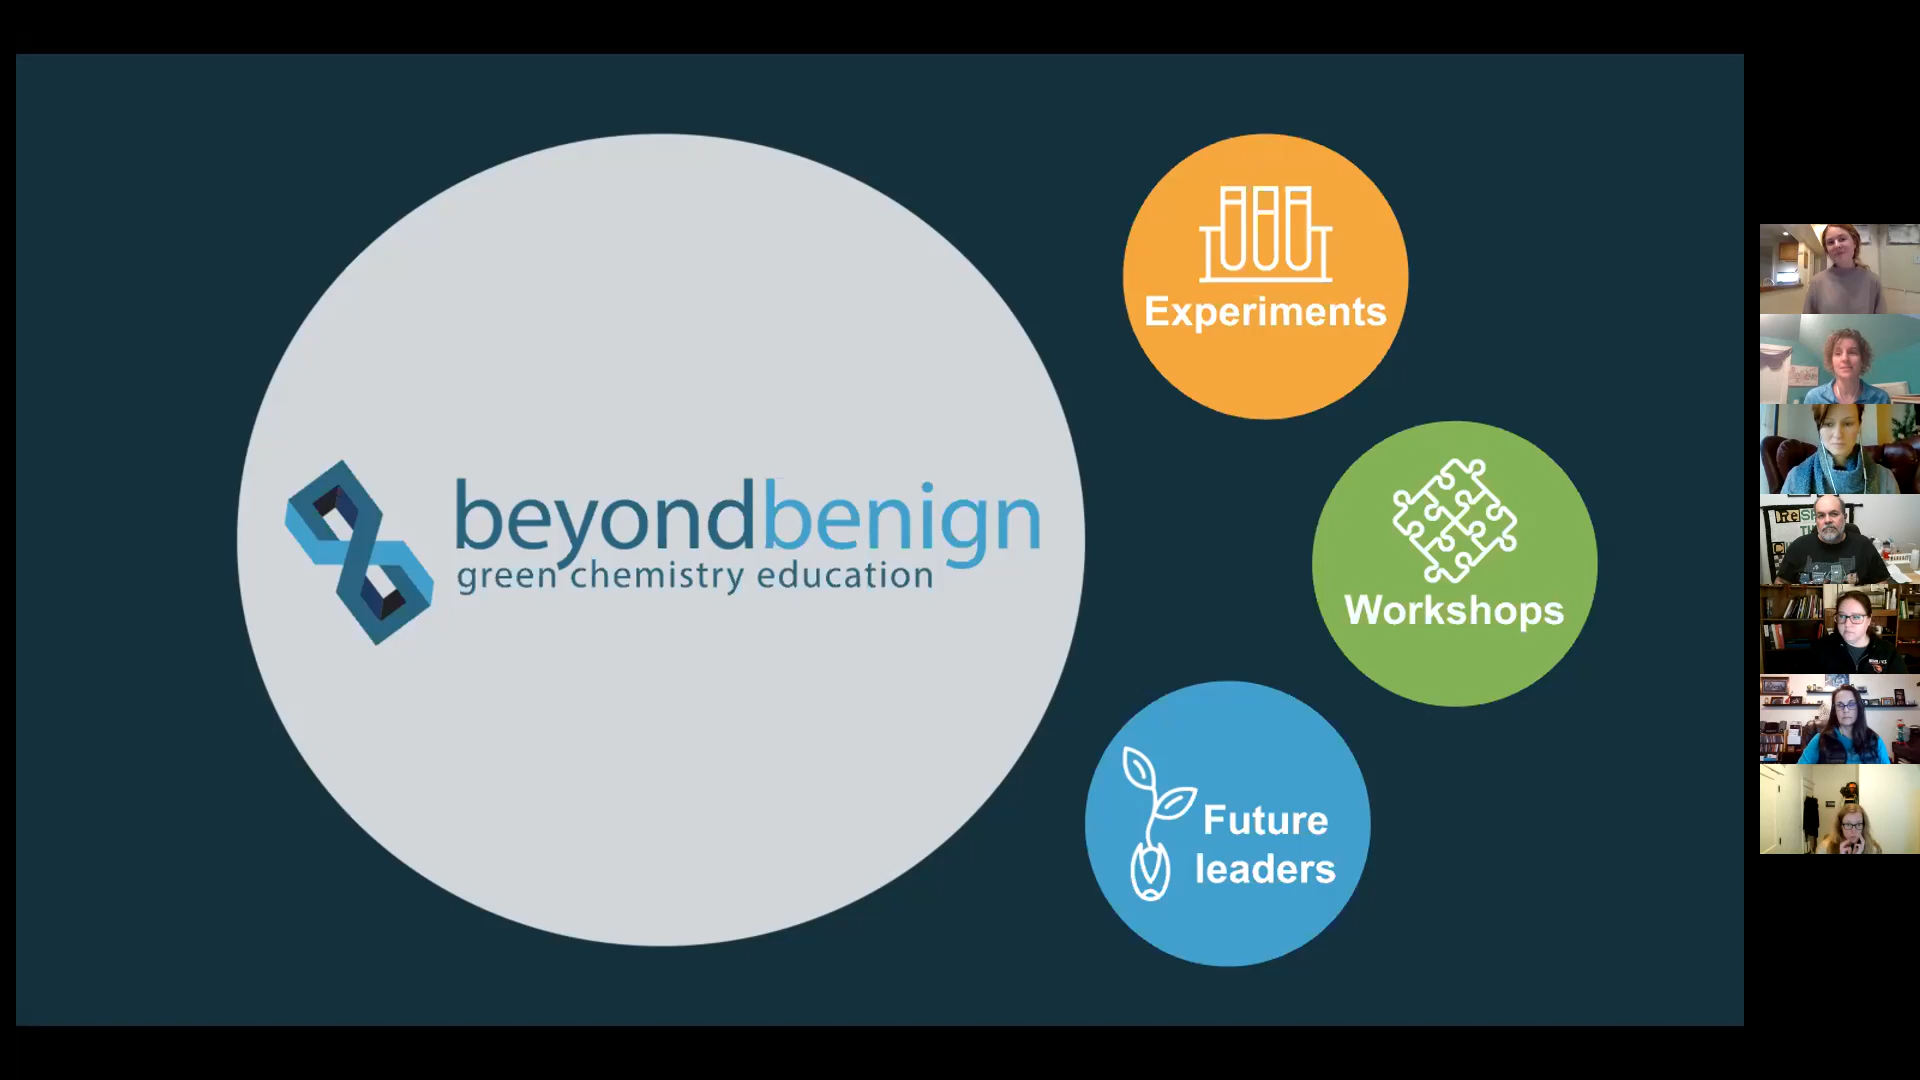 beyondbenign
green chemistry education
Experiments
Workshops
Future
leaders